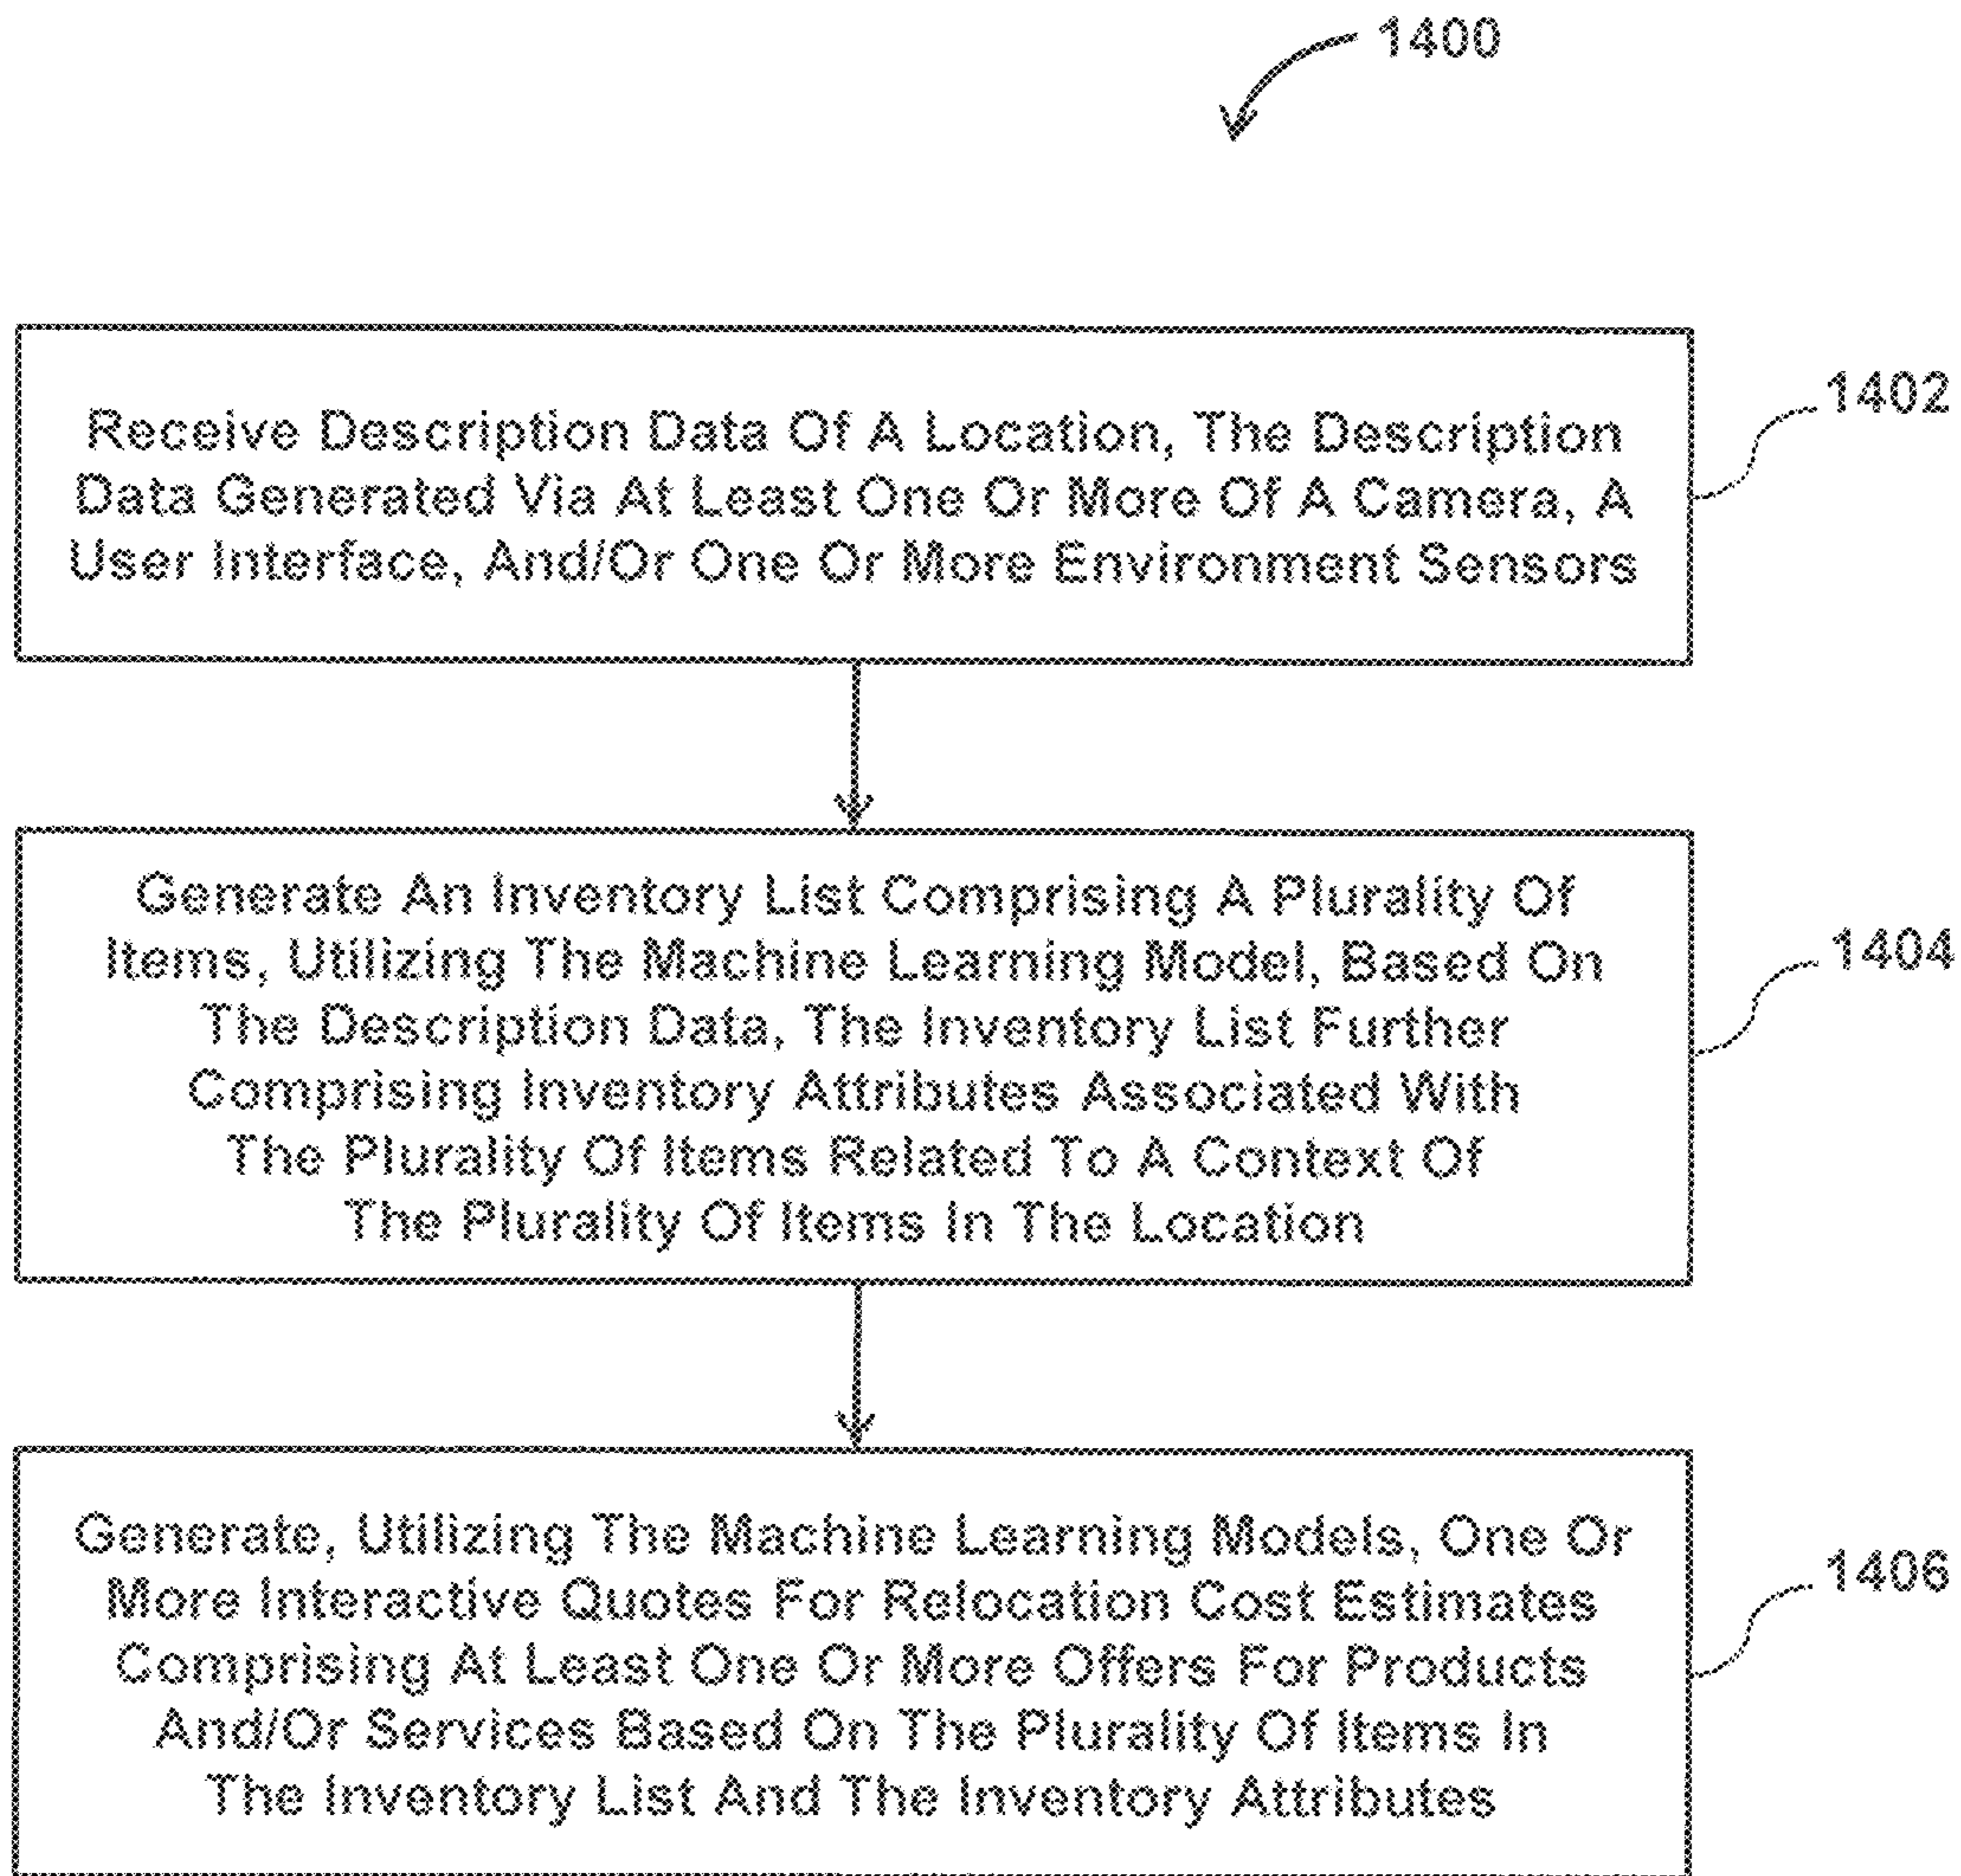 1400
Receive Description Data Of A Location, The Description
Data Generated Via At Least One Or More Of A Camera, A
User Interface, And/Or One Or More Environment Sensors
1402
Generate An Inventory List Comprising A Plurality Of
Items, Utilizing The Machine Learning Model, Based On
The Description Data, The Inventory List Further
Comprising Inventory Attributes Associated With
The Plurality Of Items Related To A Context Of
The Plurality Of Items In The Location
1404
Generate, Utilizing The Machine Learning Models, One Or
More Interactive Quotes For Relocation Cost Estimates
Comprising At Least One Or More Offers For Products
And/Or Services Based On The Plurality Of Items In
The Inventory List And The Inventory Attributes
1406